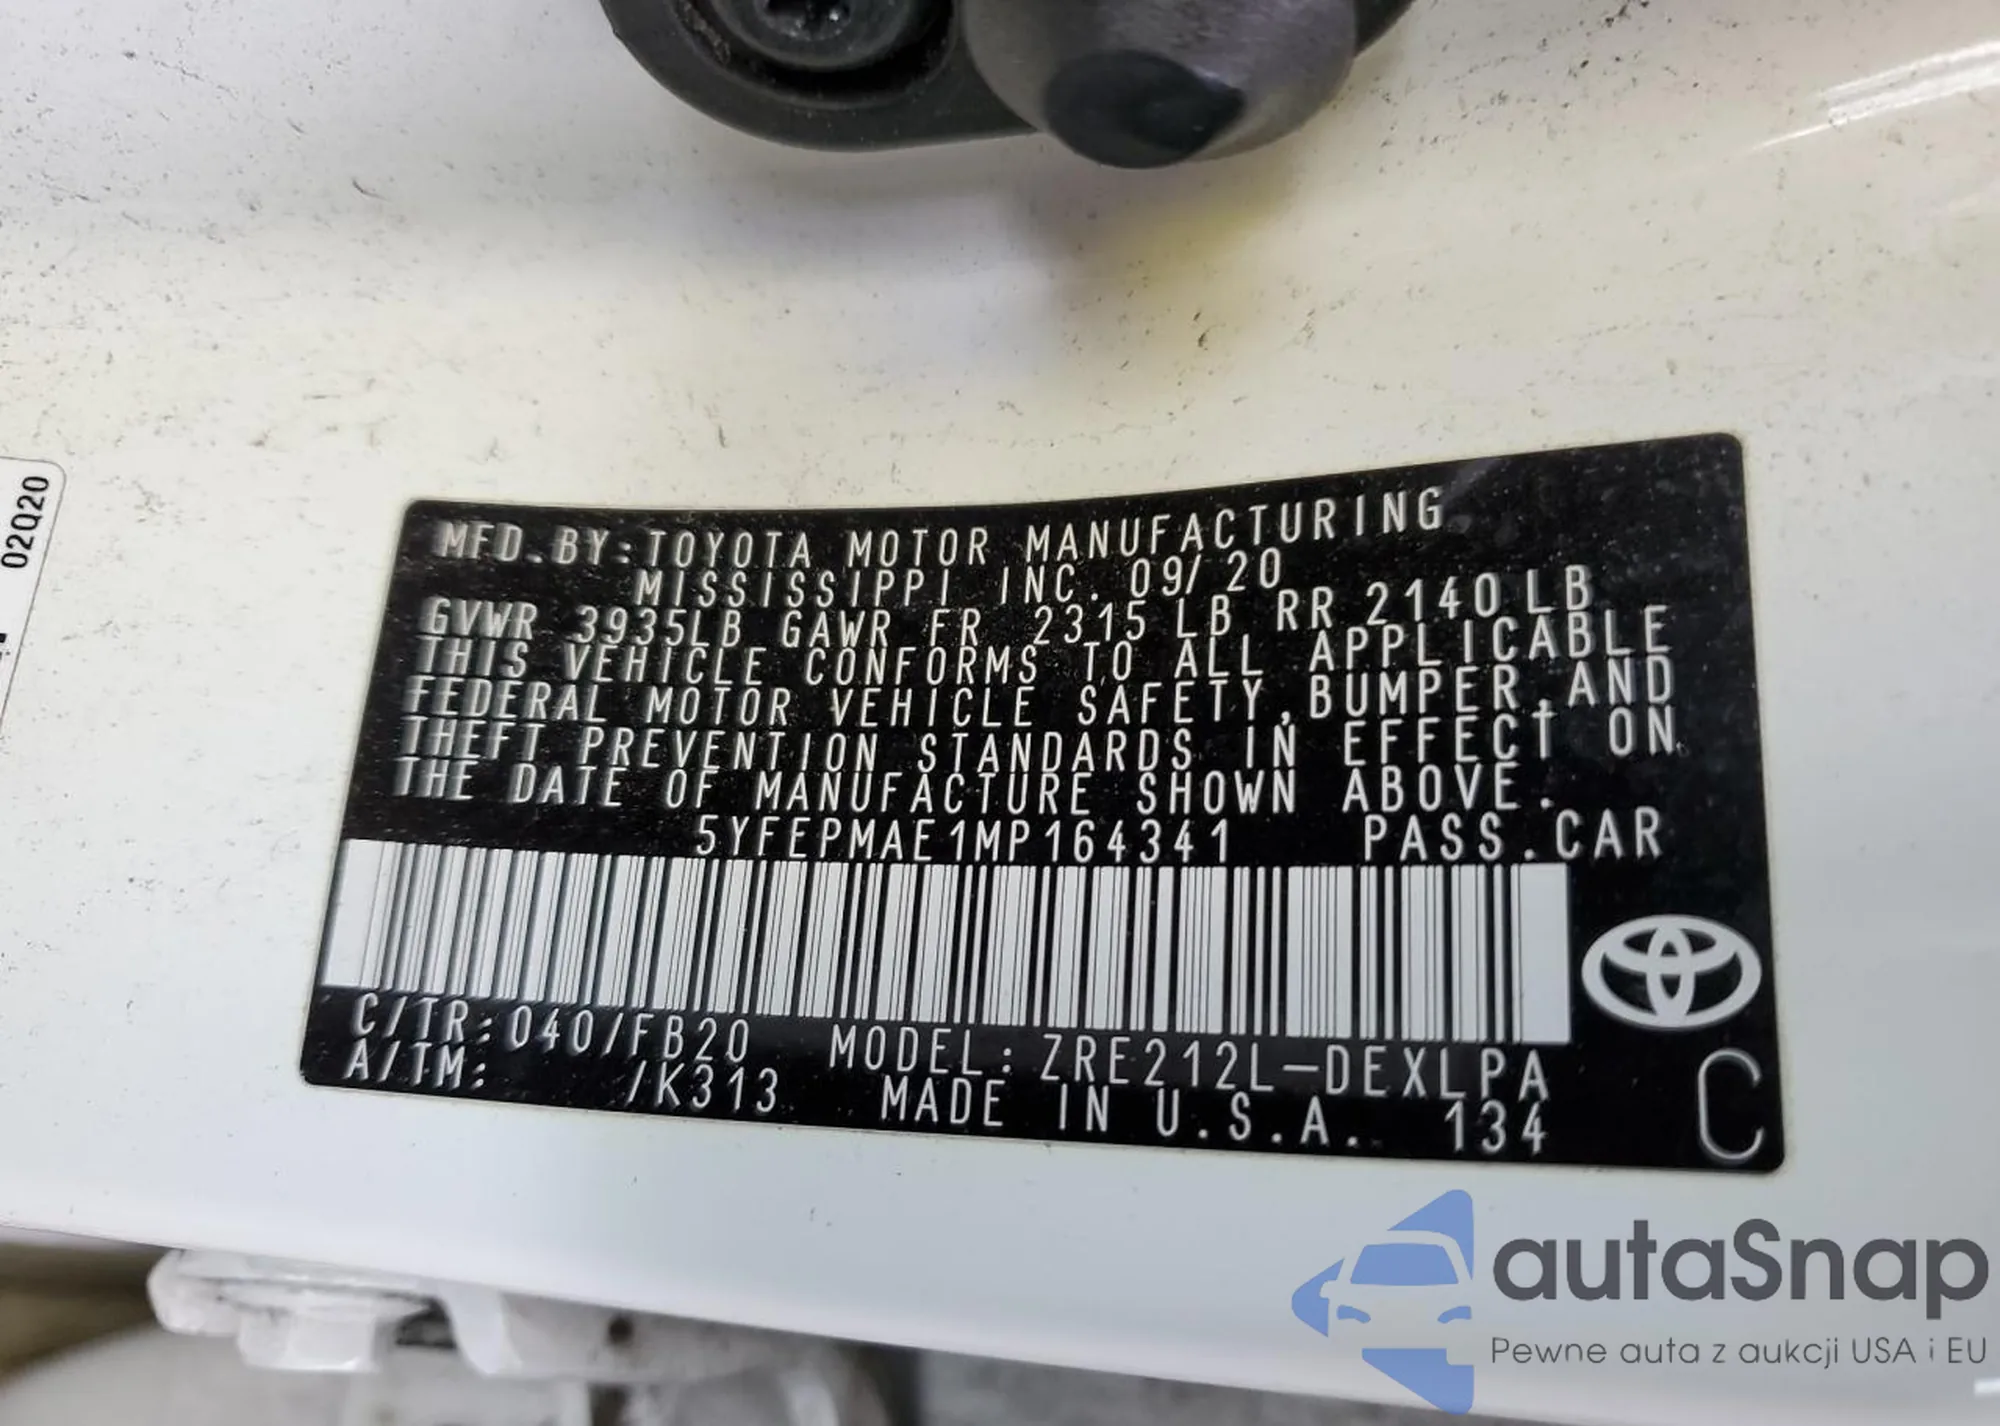 02Q20
MFD.BY:TOYOTA MOTOR MANUFACTURING
MISSISSIPPI INC. 09/20
GVWR 3935LB GAWR FR 2315 LB RR 2140LB
THIS VEHICLE CONFORMS TO ALL APPLICABLE
FEDERAL MOTOR VEHICLE SAFETY,BUMPER,AND
THEFT PREVENTION STANDARDS IN EFFECT ON
THE DATE OF MANUFACTURE SHOWN ABOVE.
5YFEPMAE1MP164341 PASS.CAR
C/TR:040/FB20 MODEL:ZRE212L-DEXLPA
A/TM: /K313 MADE IN U.S.A. 134
C
autaSnap
Pewne auta z aukcji USA i EU